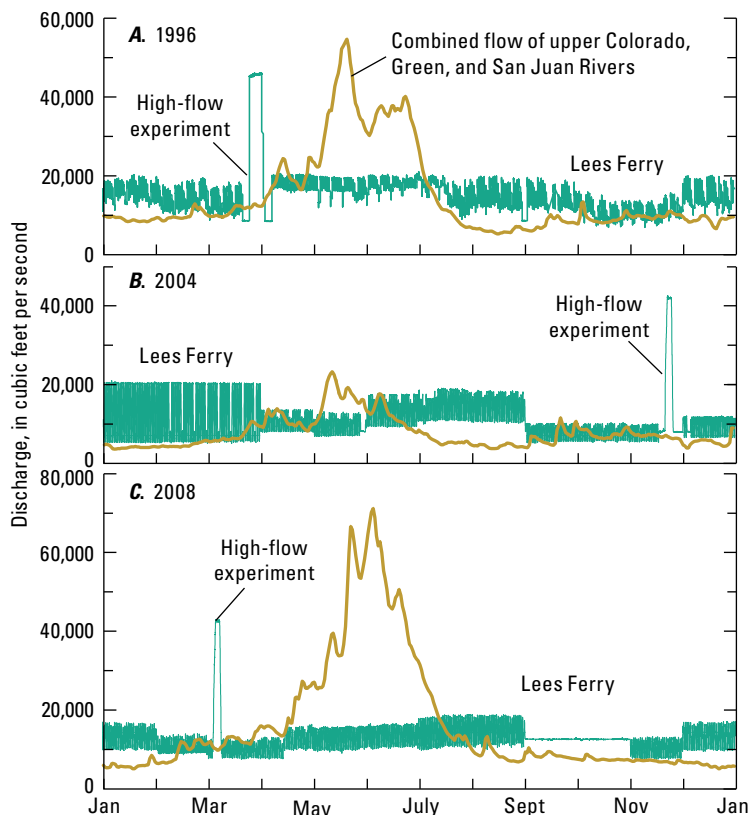 Discharge, in cubic feet per second
60,000
40,000
20,000
0
A. 1996
Combined flow of upper Colorado,
Green, and San Juan Rivers
High-flow
experiment
Lees Ferry
40,000
20,000
10,000
0
B. 2004
Lees Ferry
High-flow
experiment
80,000
60,000
40,000
20,000
0
C. 2008
High-flow
experiment
Lees Ferry
Jan Mar May July Sept Nov Jan